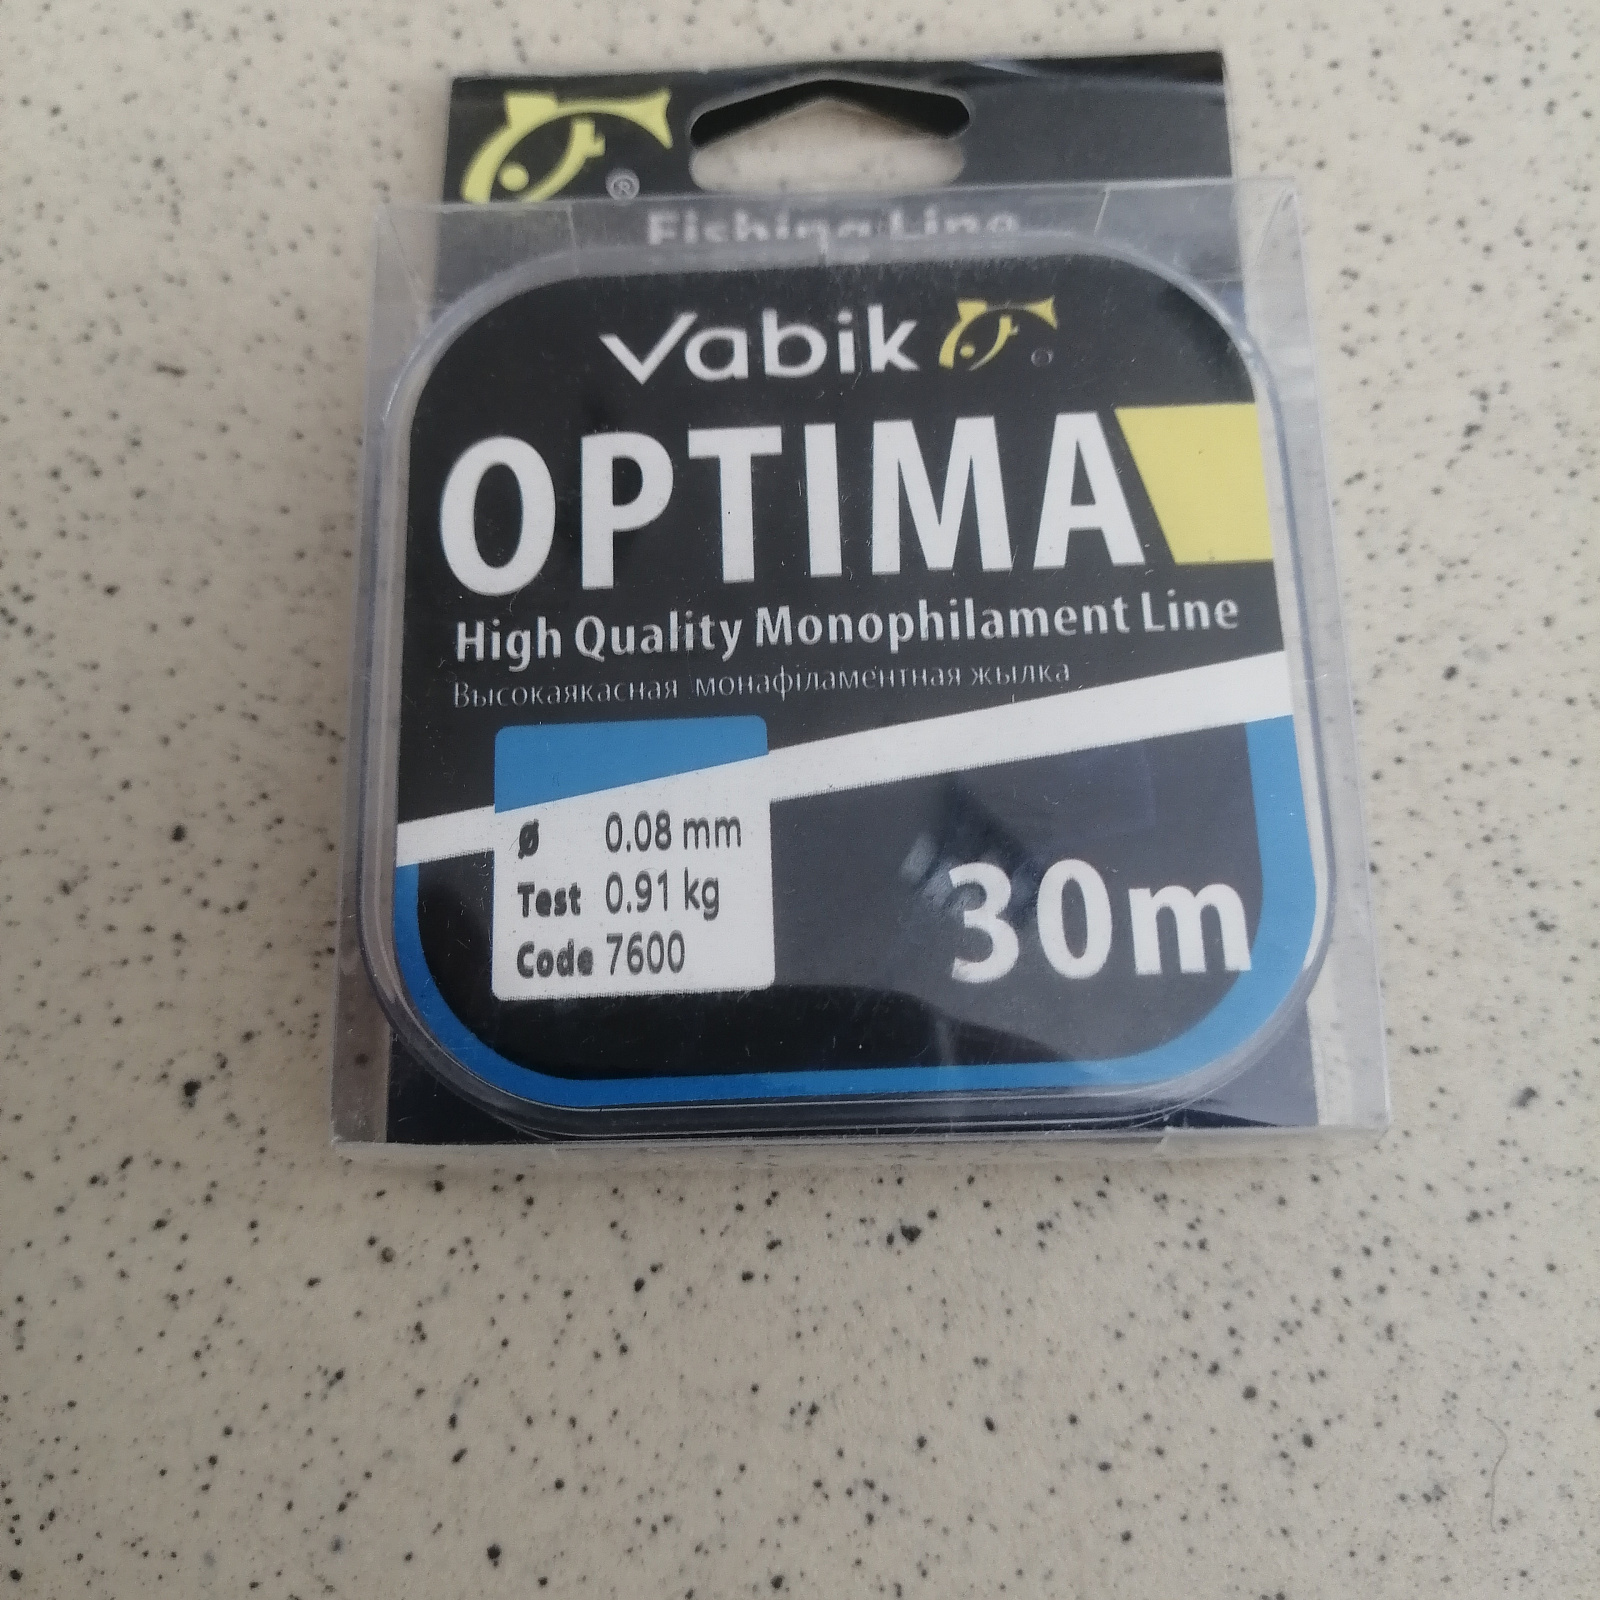 ®
Fishing Line
Vabik
OPTIMA
High Quality Monophilament Line
Высокаякасная монафіламентная жылка
Ø 0.08 mm
Test 0.91 kg
Code 7600
30m